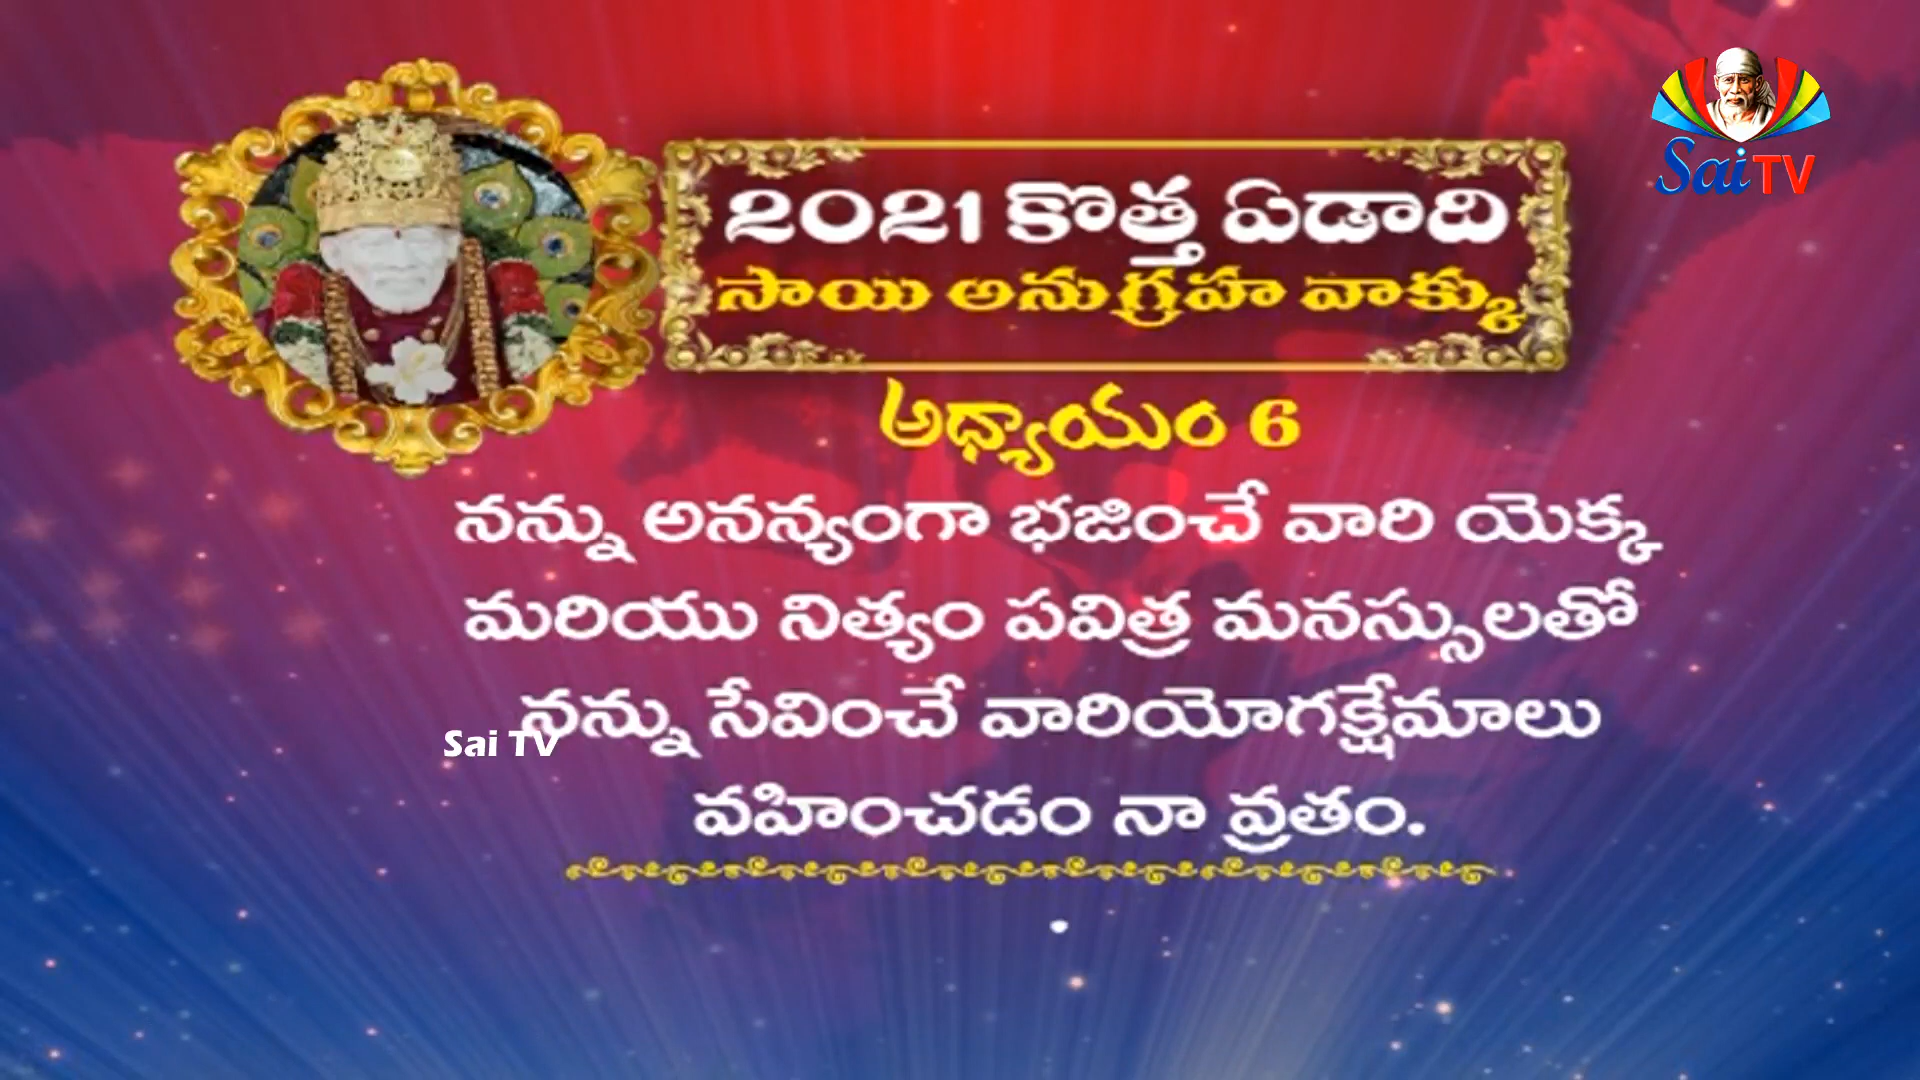 Sai TV
2021 కొత్త ఏడాది
సాయి అనుగ్రహ వాక్కు
అధ్యాయం 6
నన్ను అనన్యంగా భజించే వారి యెక్క
మరియు నిత్యం పవిత్ర మనస్సులతో
నన్ను సేవించే వారియోగక్షేమాలు
Sai TV
వహించడం నా వ్రతం.